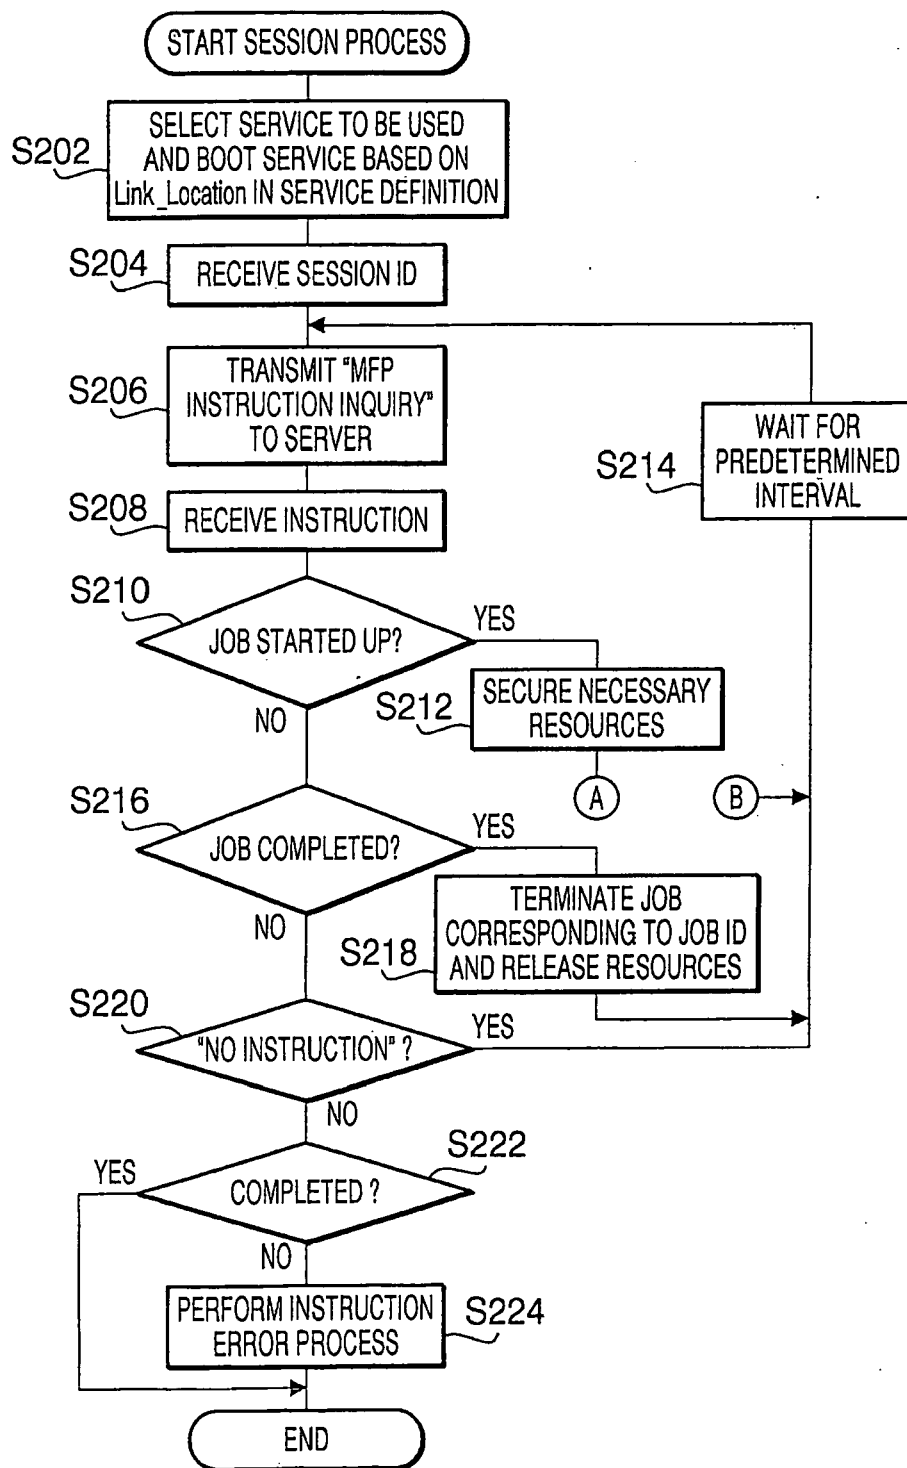 START SESSION PROCESS
S202
SELECT SERVICE TO BE USED
AND BOOT SERVICE BASED ON
Link_Location IN SERVICE DEFINITION
S204
RECEIVE SESSION ID
S206
TRANSMIT "MFP
INSTRUCTION INQUIRY"
TO SERVER
S214
WAIT FOR
PREDETERMINED
INTERVAL
S208
RECEIVE INSTRUCTION
S210
JOB STARTED UP?
YES
NO
S212
SECURE NECESSARY
RESOURCES
A
B
S216
JOB COMPLETED?
YES
NO
S218
TERMINATE JOB
CORRESPONDING TO JOB ID
AND RELEASE RESOURCES
S220
"NO INSTRUCTION" ?
YES
NO
S222
YES
COMPLETED ?
NO
PERFORM INSTRUCTION
ERROR PROCESS
S224
END